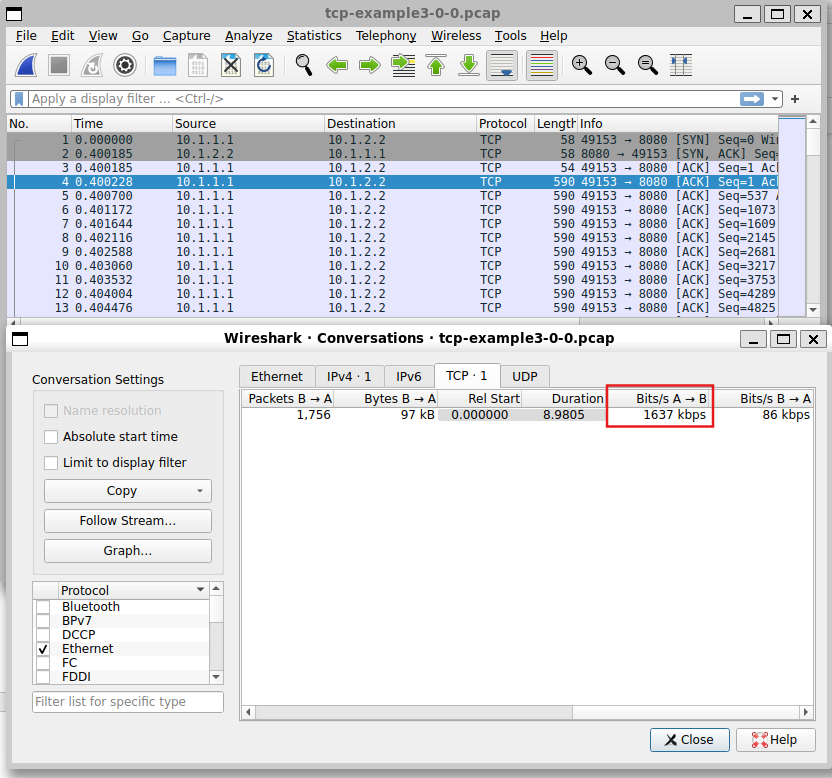 tcp-example3-0-0.pcap
File Edit View Go Capture Analyze Statistics Telephony Wireless Tools Help
Apply a display filter … <Ctrl-/>
No. Time Source Destination Protocol Length Info
1 0.000000 10.1.1.1 10.1.2.2 TCP 58 49153 → 8080 [SYN] Seq=0 Win
2 0.400185 10.1.2.2 10.1.1.1 TCP 58 8080 → 49153 [SYN, ACK] Seq=
3 0.400185 10.1.1.1 10.1.2.2 TCP 54 49153 → 8080 [ACK] Seq=1 Ack
4 0.400228 10.1.1.1 10.1.2.2 TCP 590 49153 → 8080 [ACK] Seq=1 Ack
5 0.400700 10.1.1.1 10.1.2.2 TCP 590 49153 → 8080 [ACK] Seq=537 A
6 0.401172 10.1.1.1 10.1.2.2 TCP 590 49153 → 8080 [ACK] Seq=1073
7 0.401644 10.1.1.1 10.1.2.2 TCP 590 49153 → 8080 [ACK] Seq=1609
8 0.402116 10.1.1.1 10.1.2.2 TCP 590 49153 → 8080 [ACK] Seq=2145
9 0.402588 10.1.1.1 10.1.2.2 TCP 590 49153 → 8080 [ACK] Seq=2681
10 0.403060 10.1.1.1 10.1.2.2 TCP 590 49153 → 8080 [ACK] Seq=3217
11 0.403532 10.1.1.1 10.1.2.2 TCP 590 49153 → 8080 [ACK] Seq=3753
12 0.404004 10.1.1.1 10.1.2.2 TCP 590 49153 → 8080 [ACK] Seq=4289
13 0.404476 10.1.1.1 10.1.2.2 TCP 590 49153 → 8080 [ACK] Seq=4825
Wireshark · Conversations · tcp-example3-0-0.pcap
Conversation Settings
Name resolution
Absolute start time
Limit to display filter
Copy
Follow Stream…
Graph…
Protocol
Bluetooth
BPv7
DCCP
Ethernet
FC
FDDI
Filter list for specific type
Ethernet IPv4 · 1 IPv6 TCP · 1 UDP
Packets B → A Bytes B → A Rel Start Duration Bits/s A → B Bits/s B → A
1,756 97 kB 0.000000 8.9805 1637 kbps 86 kbps
Close Help